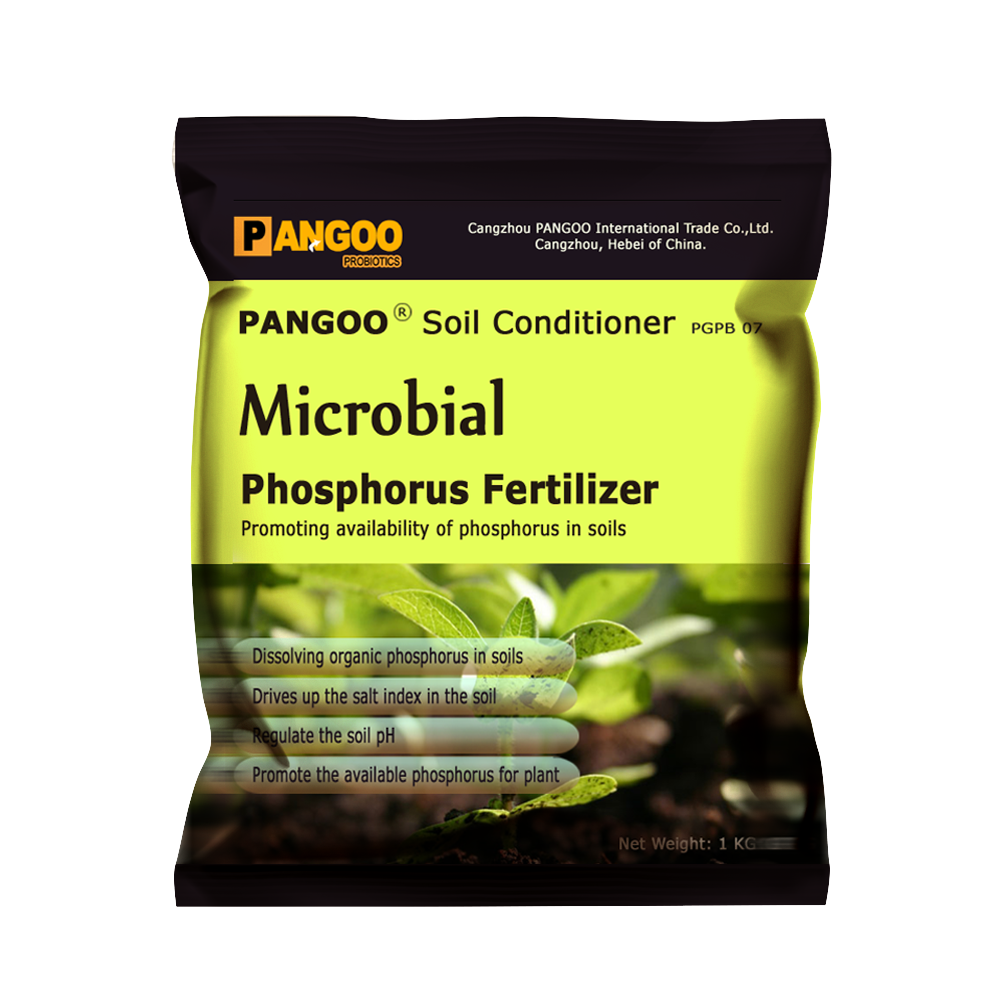 PANGOO
PROBIOTICS
Cangzhou PANGOO International Trade Co.,Ltd.
Cangzhou, Hebei of China.
PANGOO® Soil Conditioner PGPB 07
Microbial
Phosphorus Fertilizer
Promoting availability of phosphorus in soils
Dissolving organic phosphorus in soils
Drives up the salt index in the soil
Regulate the soil pH
Promote the available phosphorus for plant
Net Weight: 1 KG